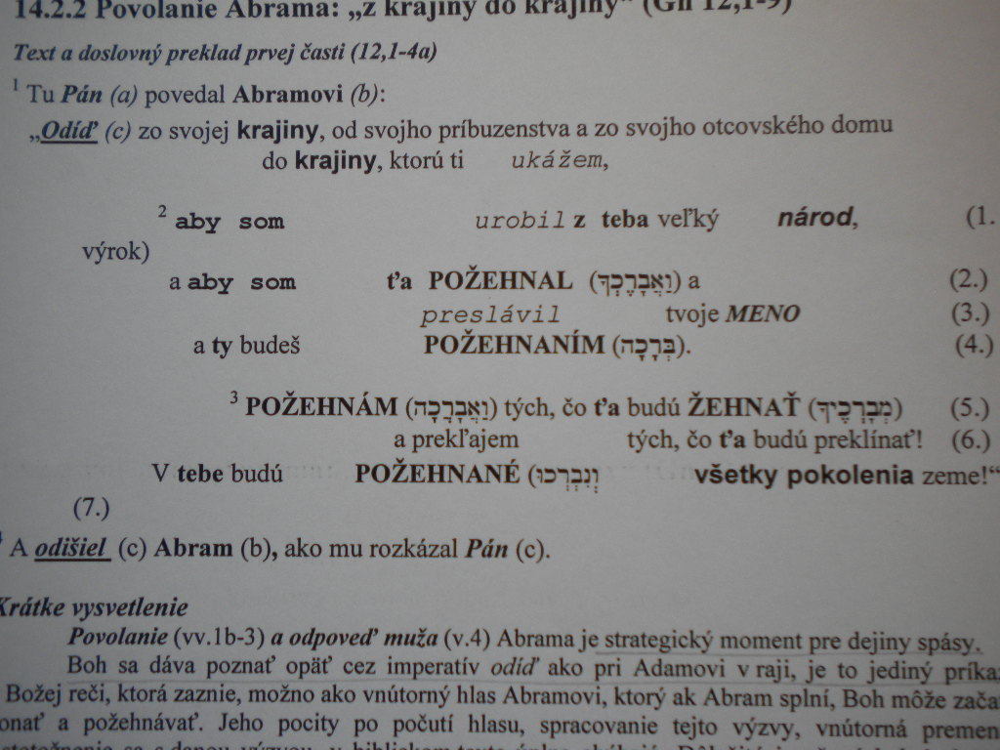 14.2.2 Povolanie Abrama: „z krajiny do krajiny“ (Gn 12,1-9)
Text a doslovný preklad prvej časti (12,1-4a)
1 Tu Pán (a) povedal Abramovi (b):
„Odíď (c) zo svojej krajiny, od svojho príbuzenstva a zo svojho otcovského domu
do krajiny, ktorú ti ukážem,
2 aby som urobil z teba veľký národ, (1.
výrok)
a aby som ťa POŽEHNAL (וַאֲבָרֶכְךָ) a (2.)
preslávil tvoje MENO (3.)
a ty budeš POŽEHNANÍM (בְּרָכָה). (4.)
3 POŽEHNÁM (וַאֲבָרֲכָה) tých, čo ťa budú ŽEHNAŤ (מְבָרְכֶיךָ) (5.)
a prekľajem tých, čo ťa budú preklínať! (6.)
V tebe budú POŽEHNANÉ (וְנִבְרְכוּ všetky pokolenia zeme!“
(7.)
A odišiel (c) Abram (b), ako mu rozkázal Pán (c).
Krátke vysvetlenie
Povolanie (vv.1b-3) a odpoveď muža (v.4) Abrama je strategický moment pre dejiny spásy.
Boh sa dáva poznať opäť cez imperatív odíď ako pri Adamovi v raji, je to jediný príkaz
Božej reči, ktorá zaznie, možno ako vnútorný hlas Abramovi, ktorý ak Abram splní, Boh môže zača
onať a požehnávať. Jeho pocity po počutí hlasu, spracovanie tejto výzvy, vnútorná premen